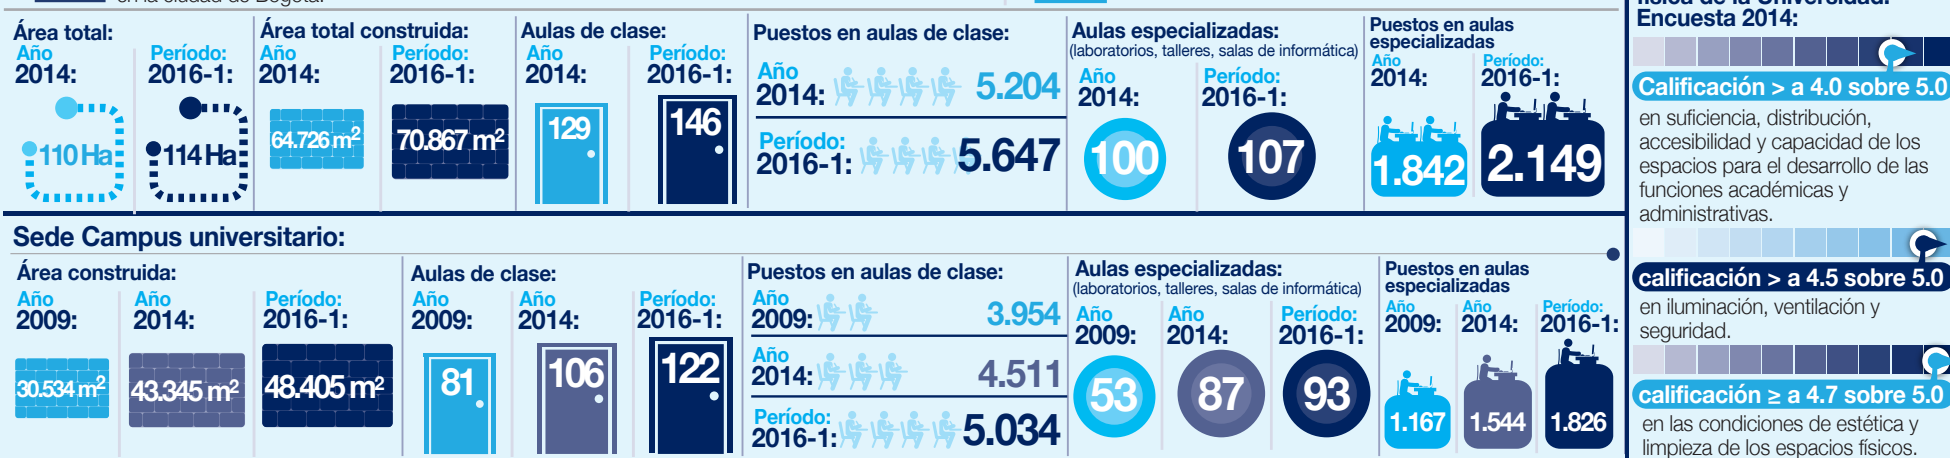 en la ciudad de Bogotá.
Área total:
Año
2014:
Período:
2016-1:
110 Ha
114 Ha
Área total construida:
Año
2014:
Período:
2016-1:
64.726 m²
70.867 m²
Aulas de clase:
Año
2014:
Período:
2016-1:
129
146
Puestos en aulas de clase:
Año
2014:
5.204
Período:
2016-1:
5.647
Aulas especializadas:
(laboratorios, talleres, salas de informática)
Año
2014:
Período:
2016-1:
100
107
Puestos en aulas
especializadas
Año
2014:
Período:
2016-1:
1.842
2.149
Sede Campus universitario:
Área construida:
Año
2009:
Año
2014:
Período:
2016-1:
30.534 m²
43.345 m²
48.405 m²
Aulas de clase:
Año
2009:
Año
2014:
Período:
2016-1:
81
106
122
Puestos en aulas de clase:
Año
2009:
3.954
Año
2014:
4.511
Período:
2016-1:
5.034
Aulas especializadas:
(laboratorios, talleres, salas de informática)
Año
2009:
Año
2014:
Período:
2016-1:
53
87
93
Puestos en aulas
especializadas
Año
2009:
Año
2014:
Período:
2016-1:
1.167
1.544
1.826
física de la Universidad.
Encuesta 2014:
Calificación > a 4.0 sobre 5.0
en suficiencia, distribución,
accesibilidad y capacidad de los
espacios para el desarrollo de las
funciones académicas y
administrativas.
calificación > a 4.5 sobre 5.0
en iluminación, ventilación y
seguridad.
calificación ≥ a 4.7 sobre 5.0
en las condiciones de estética y
limpieza de los espacios físicos.